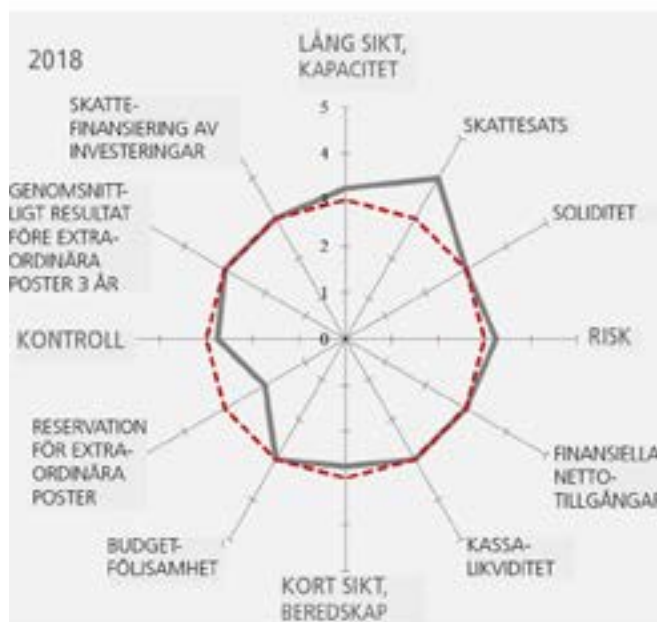 2018
LÅNG SIKT,
KAPACITET
SKATTE-
FINANSIERING AV
INVESTERINGAR
SKATTESATS
GENOMSNITT-
LIGT RESULTAT
FÖRE EXTRA-
ORDINÄRA
POSTER 3 ÅR
SOLIDITET
5
4
3
2
1
0
KONTROLL
RISK
RESERVATION
FÖR EXTRA-
ORDINÄRA
POSTER
FINANSIELLA
NETTO-
TILLGÅNGAR
BUDGET-
FÖLJSAMHET
KASSA-
LIKVIDITET
KORT SIKT,
BEREDSKAP